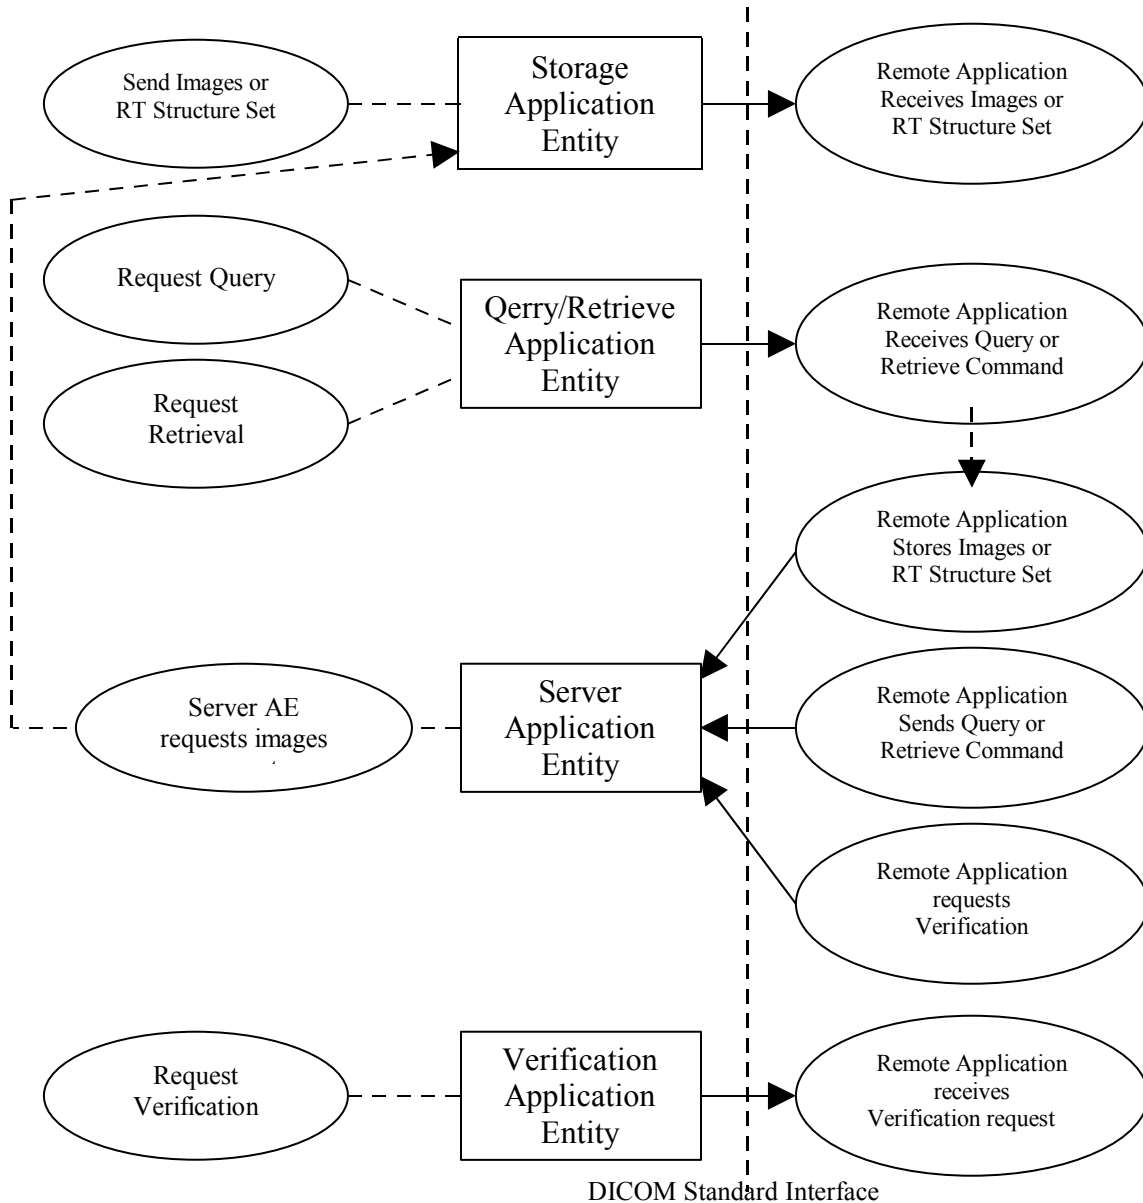 Send Images or
RT Structure Set
Storage
Application
Entity
Remote Application
Receives Images or
RT Structure Set
Request Query
Request
Retrieval
Qerry/Retrieve
Application
Entity
Remote Application
Receives Query or
Retrieve Command
Remote Application
Stores Images or
RT Structure Set
Server AE
requests images
Server
Application
Entity
Remote Application
Sends Query or
Retrieve Command
Remote Application
requests
Verification
Request
Verification
Verification
Application
Entity
Remote Application
receives
Verification request
DICOM Standard Interface